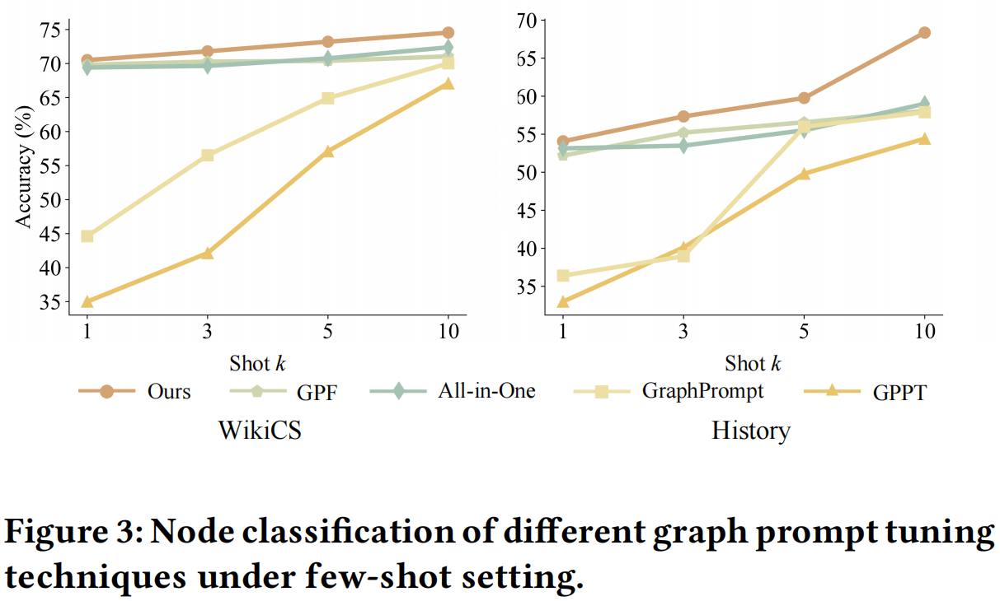 Accuracy (%)
75
70
65
60
55
50
45
40
35
1 3 5 10
Shot k
70
65
60
55
50
45
40
35
1 3 5 10
Shot k
Ours GPF All-in-One GraphPrompt GPPT
WikiCS History
Figure 3: Node classification of different graph prompt tuning
techniques under few-shot setting.